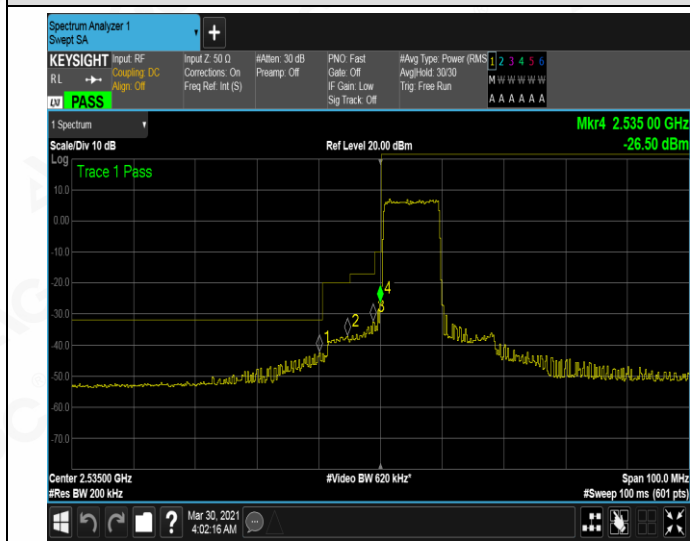 Spectrum Analyzer 1
Swept SA
+
KEYSIGHT
RL
LXI
PASS
Input: RF
Coupling: DC
Align: Off
Input Z: 50 Ω
Corrections: On
Freq Ref: Int (S)
#Atten: 30 dB
Preamp: Off
PNO: Fast
Gate: Off
IF Gain: Low
Sig Track: Off
#Avg Type: Power (RMS
Avg|Hold: 30/30
Trig: Free Run
1 2 3 4 5 6
M W W W W W
A A A A A A
1 Spectrum
Mkr4 2.535 00 GHz
Scale/Div 10 dB
Ref Level 20.00 dBm
-26.50 dBm
Log
Trace 1 Pass
10.0
0.00
-10.0
-20.0
-30.0
-40.0
-50.0
-60.0
-70.0
1
2
3
4
Center 2.53500 GHz
#Video BW 620 kHz*
Span 100.0 MHz
#Res BW 200 kHz
#Sweep 100 ms (601 pts)
?
Mar 30, 2021
4:02:16 AM